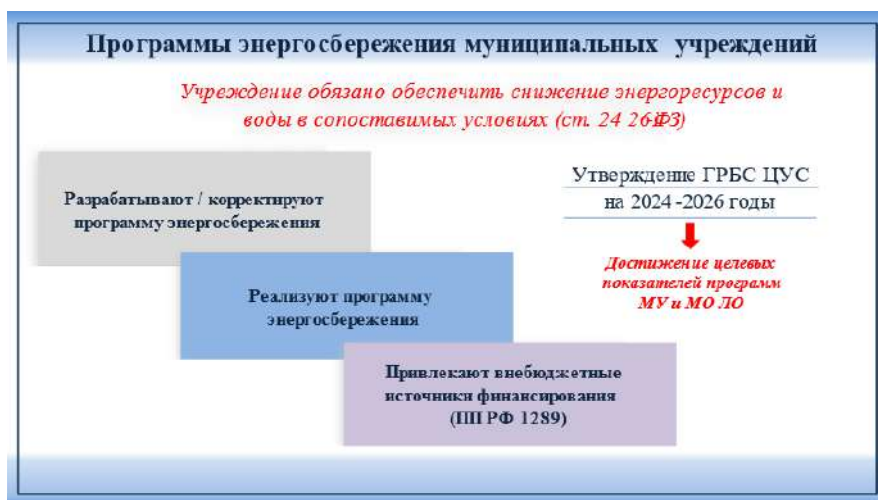 Программы энергосбережения муниципальных учреждений
Учреждение обязано обеспечить снижение энергоресурсов и
воды в сопоставимых условиях (ст. 24 26-ФЗ)
Разрабатывают / корректируют
программу энергосбережения
Утверждение ГРБС ЦУС
на 2024-2026 годы
Достижение целевых
показателей программ
МУ и МО ЛО
Реализуют программу
энергосбережения
Привлекают внебюджетные
источники финансирования
(ПП РФ 1289)